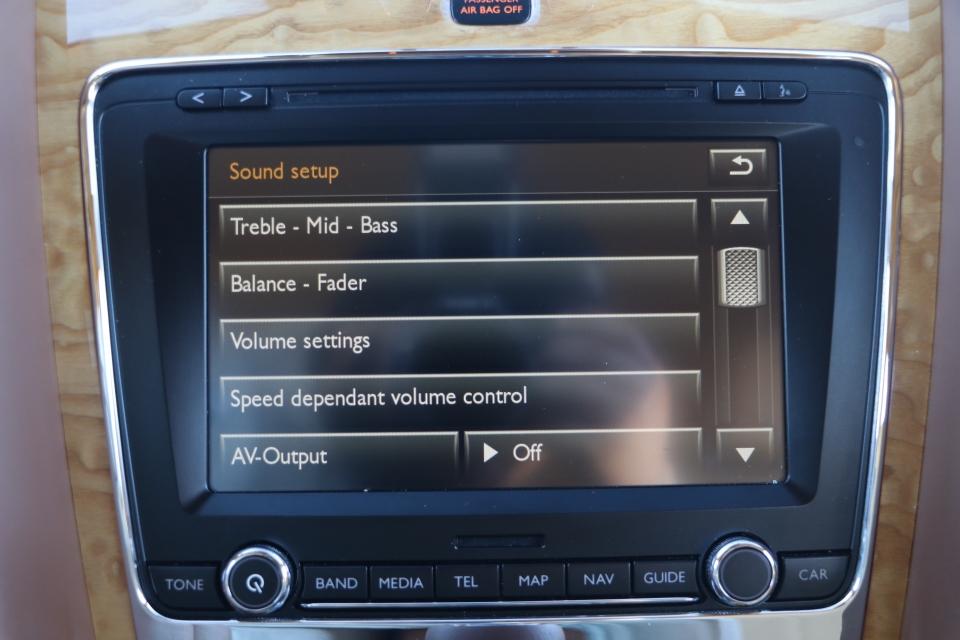 PASSENGER
AIR BAG OFF
Sound setup
Treble - Mid - Bass
Balance - Fader
Volume settings
Speed dependant volume control
AV-Output Off
TONE BAND MEDIA TEL MAP NAV GUIDE CAR